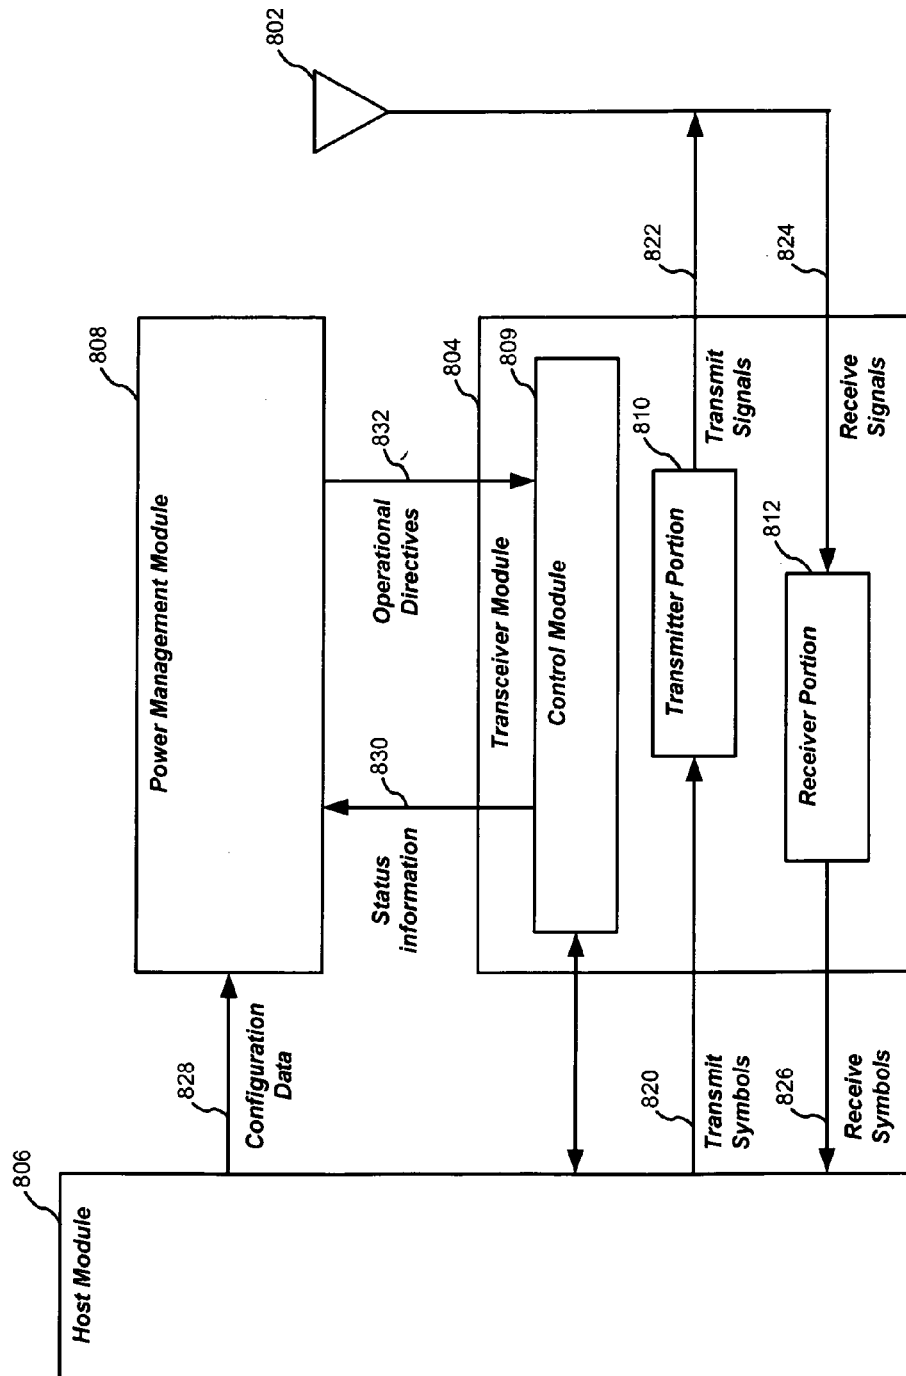 806
Host Module
828
Configuration
Data
820
Transmit
Symbols
826
Receive
Symbols
808
Power Management Module
830
Status
information
832
Operational
Directives
804
Transceiver Module
809
Control Module
810
Transmitter Portion
812
Receiver Portion
822
Transmit
Signals
824
Receive
Signals
802